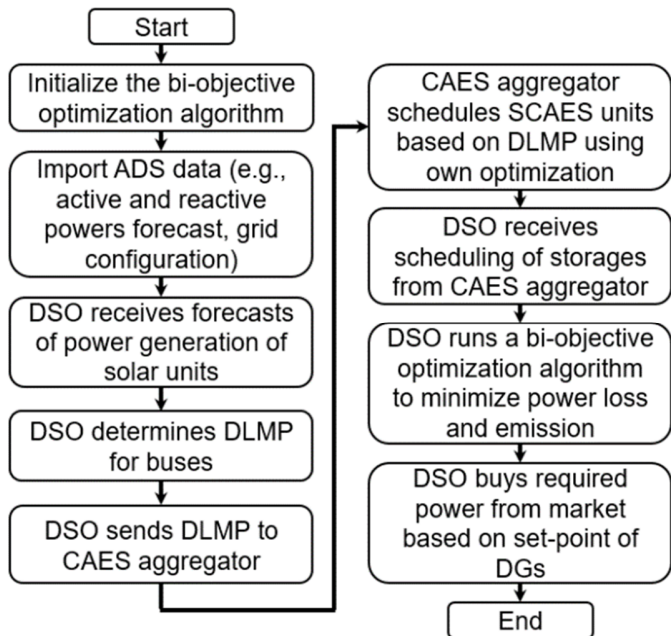 Start
Initialize the bi-objective
optimization algorithm
Import ADS data (e.g.,
active and reactive
powers forecast, grid
configuration)
DSO receives forecasts
of power generation of
solar units
DSO determines DLMP
for buses
DSO sends DLMP to
CAES aggregator
CAES aggregator
schedules SCAES units
based on DLMP using
own optimization
DSO receives
scheduling of storages
from CAES aggregator
DSO runs a bi-objective
optimization algorithm
to minimize power loss
and emission
DSO buys required
power from market
based on set-point of
DGs
End